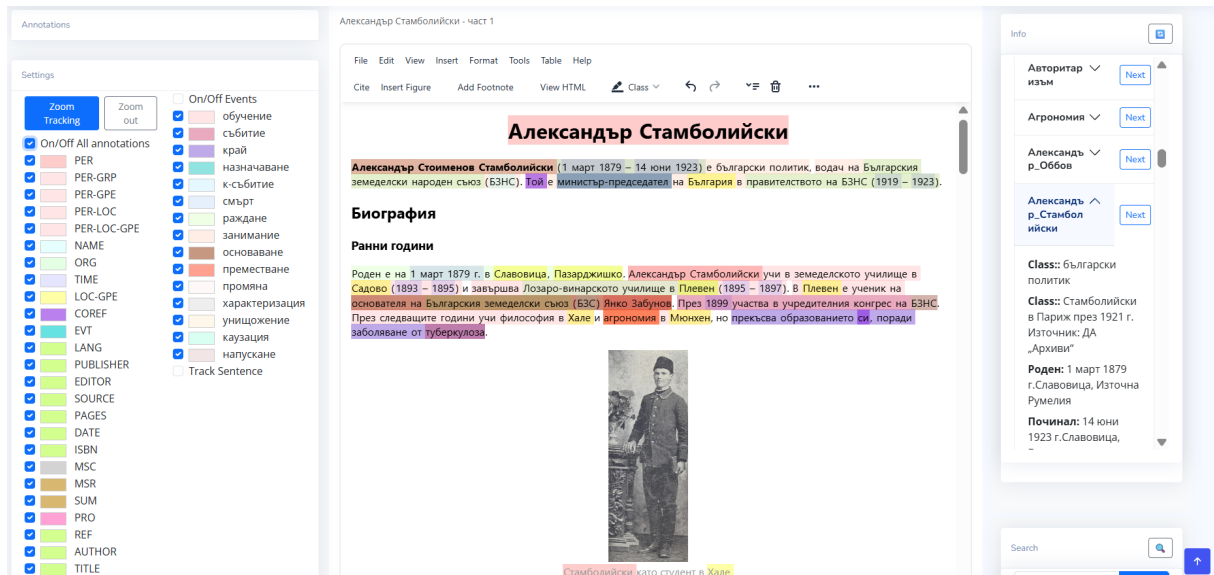 Annotations
Settings
Zoom Tracking
Zoom out
On/Off All annotations
PER
PER-GRP
PER-GPE
PER-LOC
PER-LOC-GPE
NAME
ORG
TIME
LOC-GPE
COREF
EVT
LANG
PUBLISHER
EDITOR
SOURCE
PAGES
DATE
ISBN
MSC
MSR
SUM
PRO
REF
AUTHOR
TITLE
On/Off Events
обучение
събитие
край
назначаване
к-събитие
смърт
раждане
занимание
основаване
преместване
промяна
характеризация
унищожение
каузация
напускане
Track Sentence
Александър Стамболийски - част 1
File Edit View Insert Format Tools Table Help
Cite Insert Figure Add Footnote View HTML Class
Александър Стамболийски
Александър Стоименов Стамболийски (1 март 1879 – 14 юни 1923) е български политик, водач на Българския
земеделски народен съюз (БЗНС). Той е министър-председател на България в правителството на БЗНС (1919 – 1923).
Биография
Ранни години
Роден е на 1 март 1879 г. в Славовица, Пазарджишко. Александър Стамболийски учи в земеделското училище в
Садово (1893 – 1895) и завършва Лозаро-винарското училище в Плевен (1895 – 1897). В Плевен е ученик на
основателя на Българския земеделски съюз (БЗС) Янко Забунов. През 1899 участва в учредителния конгрес на БЗНС.
През следващите години учи философия в Хале и агрономия в Мюнхен, но прекъсва образованието си, поради
заболяване от туберкулоза.
Стамболийски като студент в Хале
Info
Авторитар
изъм
Next
Агрономия
Next
Александъ
р_Оббов
Next
Александъ
р_Стамбол
ийски
Next
Class:: български
политик
Class:: Стамболийски
в Париж през 1921 г.
Източник: ДА
„Архиви“
Роден: 1 март 1879
г.Славовица, Източна
Румелия
Починал: 14 юни
1923 г.Славовица,
Search